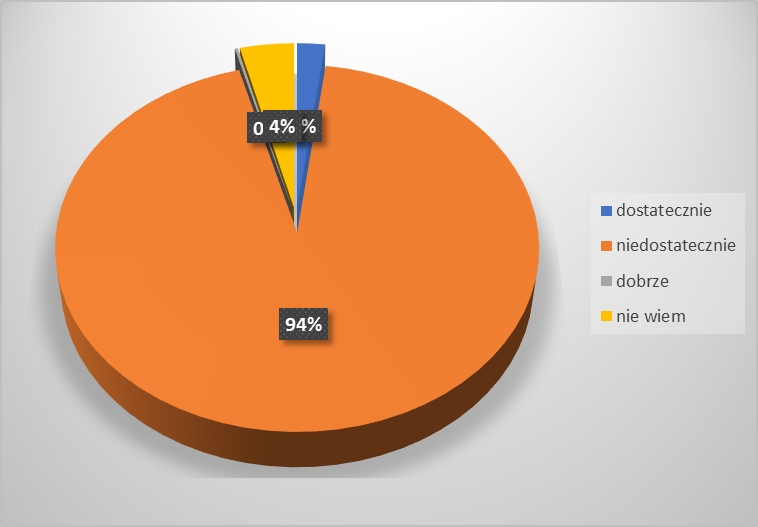 0 4% %
94%
dostatecznie
niedostatecznie
dobrze
nie wiem